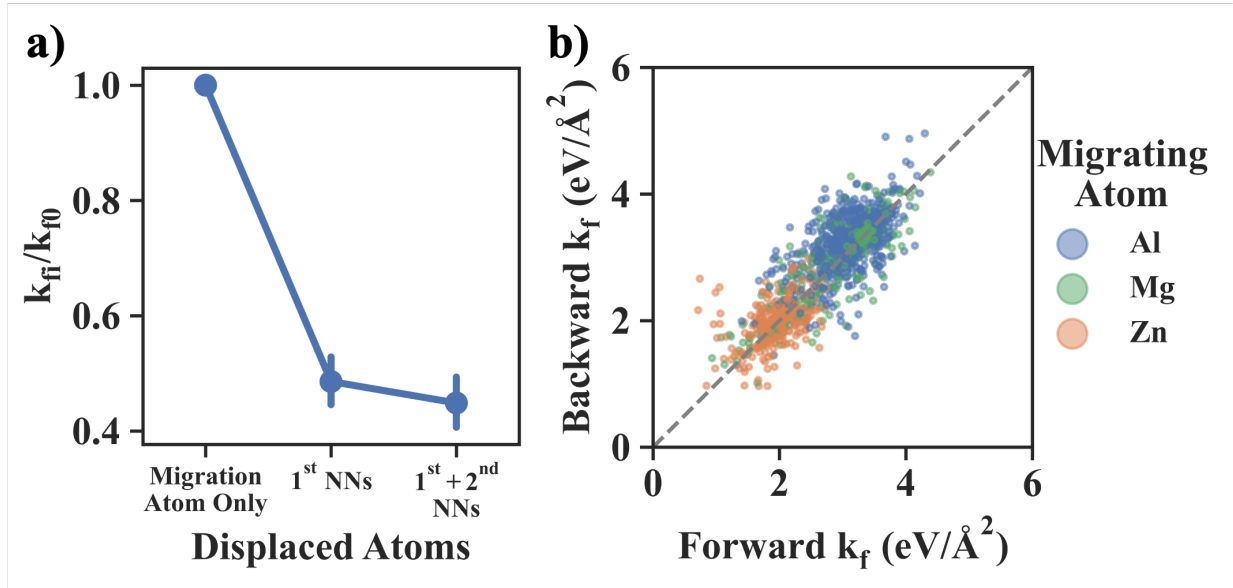 a)
1.0
0.8
0.6
0.4
k_fi/k_f0
Migration
Atom Only
1st NNs
1st + 2nd
NNs
Displaced Atoms
b)
6
4
2
0
Backward k_f (eV/Å²)
0 2 4 6
Forward k_f (eV/Å²)
Migrating
Atom
Al
Mg
Zn